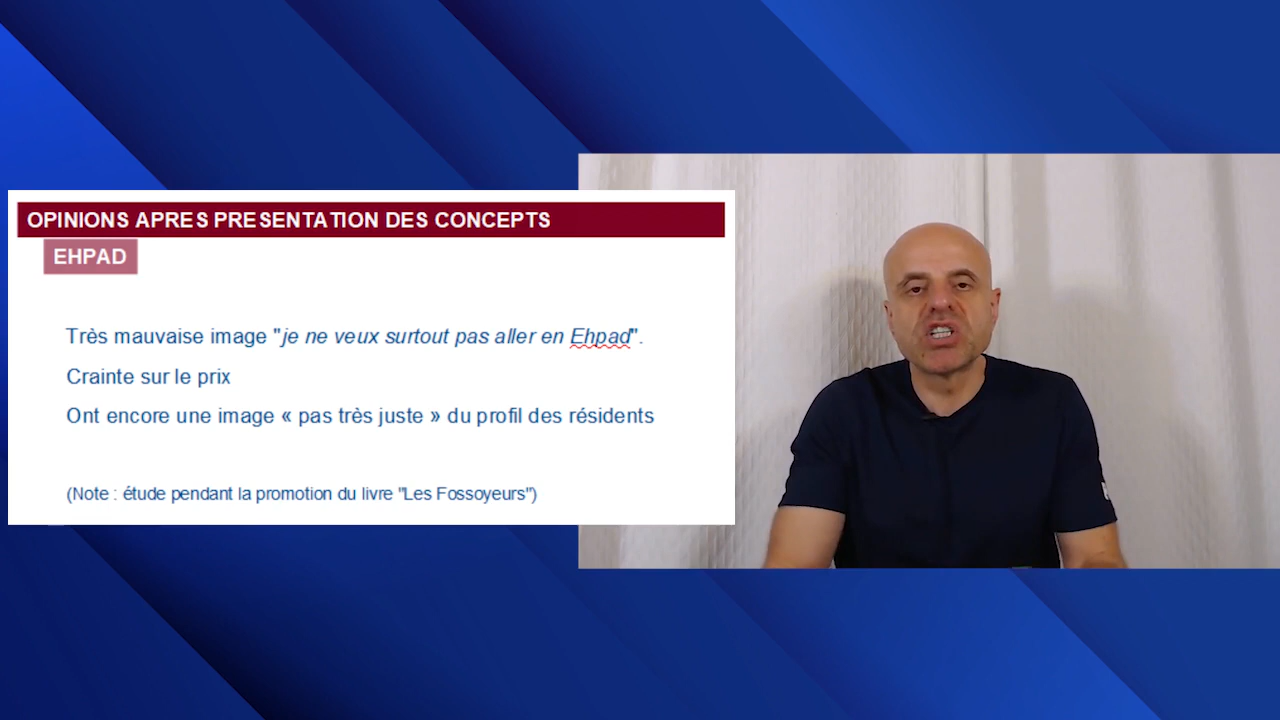 OPINIONS APRES PRESENTATION DES CONCEPTS
EHPAD
Très mauvaise image "je ne veux surtout pas aller en Ehpad".
Crainte sur le prix
Ont encore une image « pas très juste » du profil des résidents
(Note : étude pendant la promotion du livre "Les Fossoyeurs")